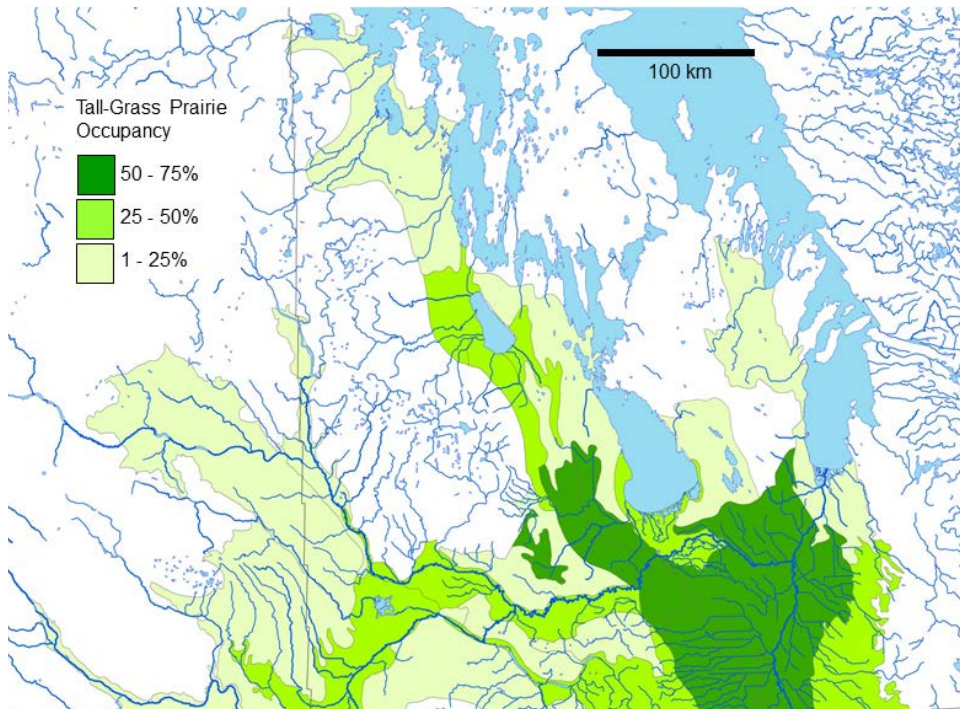 100 km
Tall-Grass Prairie
Occupancy
50 - 75%
25 - 50%
1 - 25%